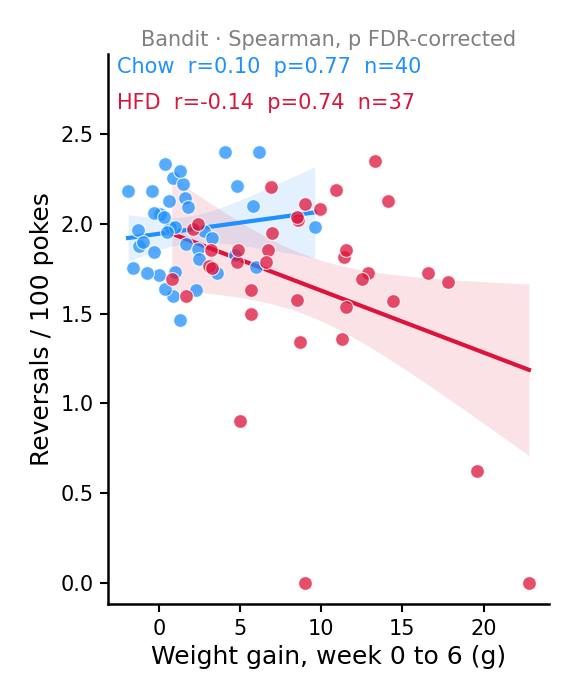 Bandit · Spearman, p FDR-corrected
Chow r=0.10 p=0.77 n=40
HFD r=-0.14 p=0.74 n=37
2.5
2.0
1.5
1.0
0.5
0.0
Reversals / 100 pokes
0 5 10 15 20
Weight gain, week 0 to 6 (g)